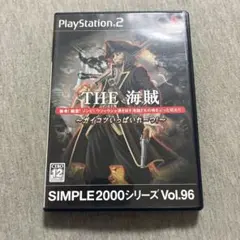 PlayStation.2
THE 海賊
〜ガイコツいっぱいれーつ！〜
12
SIMPLE2000シリーズ Vol.96